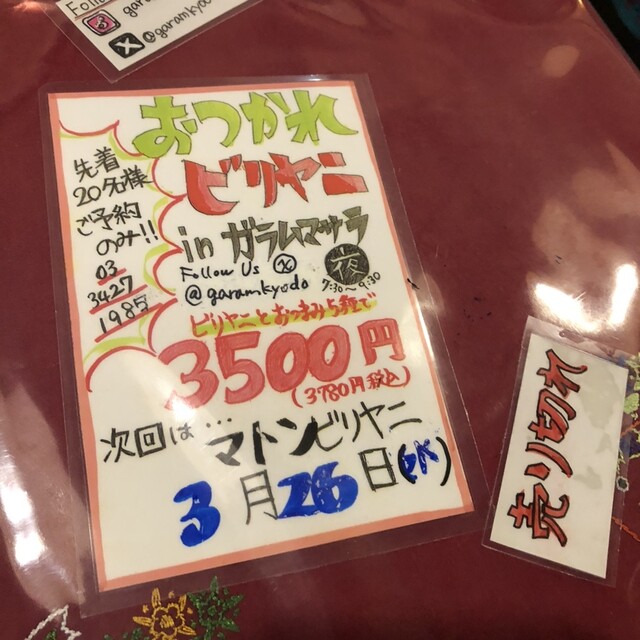 Follo
@garamkyo
おつかれ
ビリヤニ
in ガラムマサラ
Follow Us Ⓧ
@garamkyodo
夜
7:30〜9:30
先着
20名様
ご予約
のみ!!
03
3427
1985
ビリヤニとおつまみ5種で
3500円
(3780円税込)
次回は…
マトンビリヤニ
3月26日(水)
売り切れ